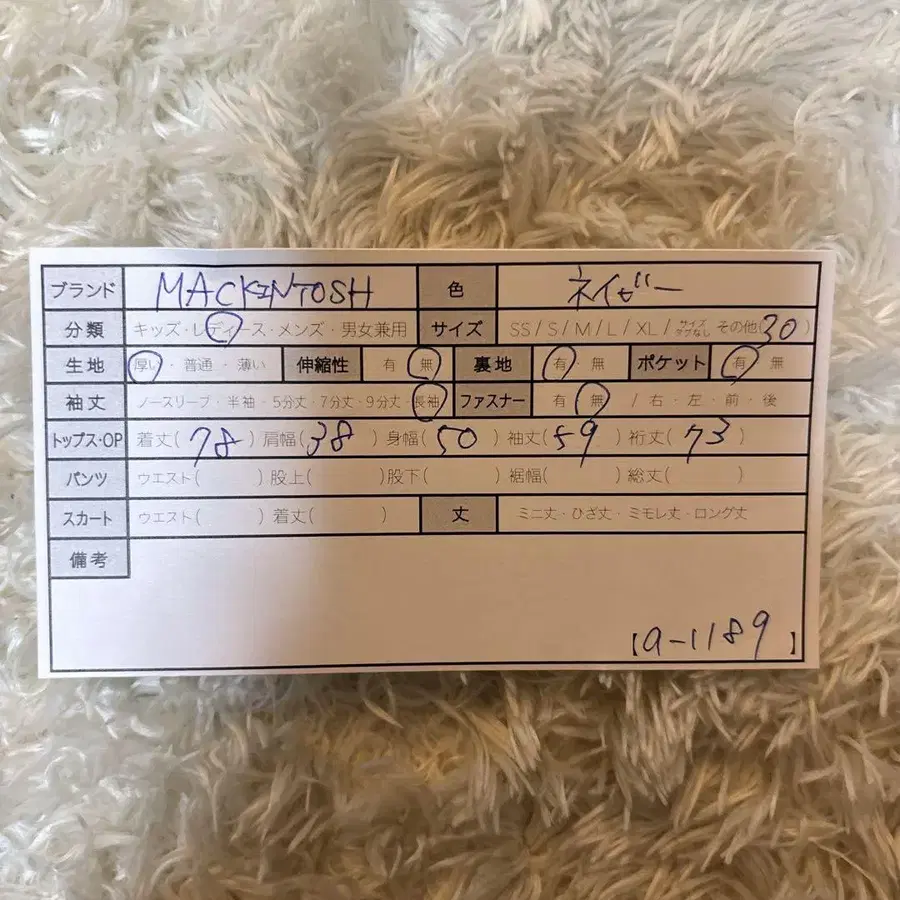 ブランド MACKINTOSH 色 ネイビー
分類 キッズ・レディース・メンズ・男女兼用 サイズ SS/S/M/L/XL/サイズタブなし その他(30)
生地 厚い・普通・薄い 伸縮性 有 無 裏地 有・無 ポケット 有 無
袖丈 ノースリーブ・半袖・5分丈・7分丈・9分丈・長袖 ファスナー 有 無 / 右・左・前・後
トップス・OP 着丈(78) 肩幅(38) 身幅(50) 袖丈(59) 裄丈(73)
パンツ ウエスト( ) 股上( ) 股下( ) 裾幅( ) 総丈( )
スカート ウエスト( ) 着丈( ) 丈 ミニ丈・ひざ丈・ミモレ丈・ロング丈
備考
【a-1189】